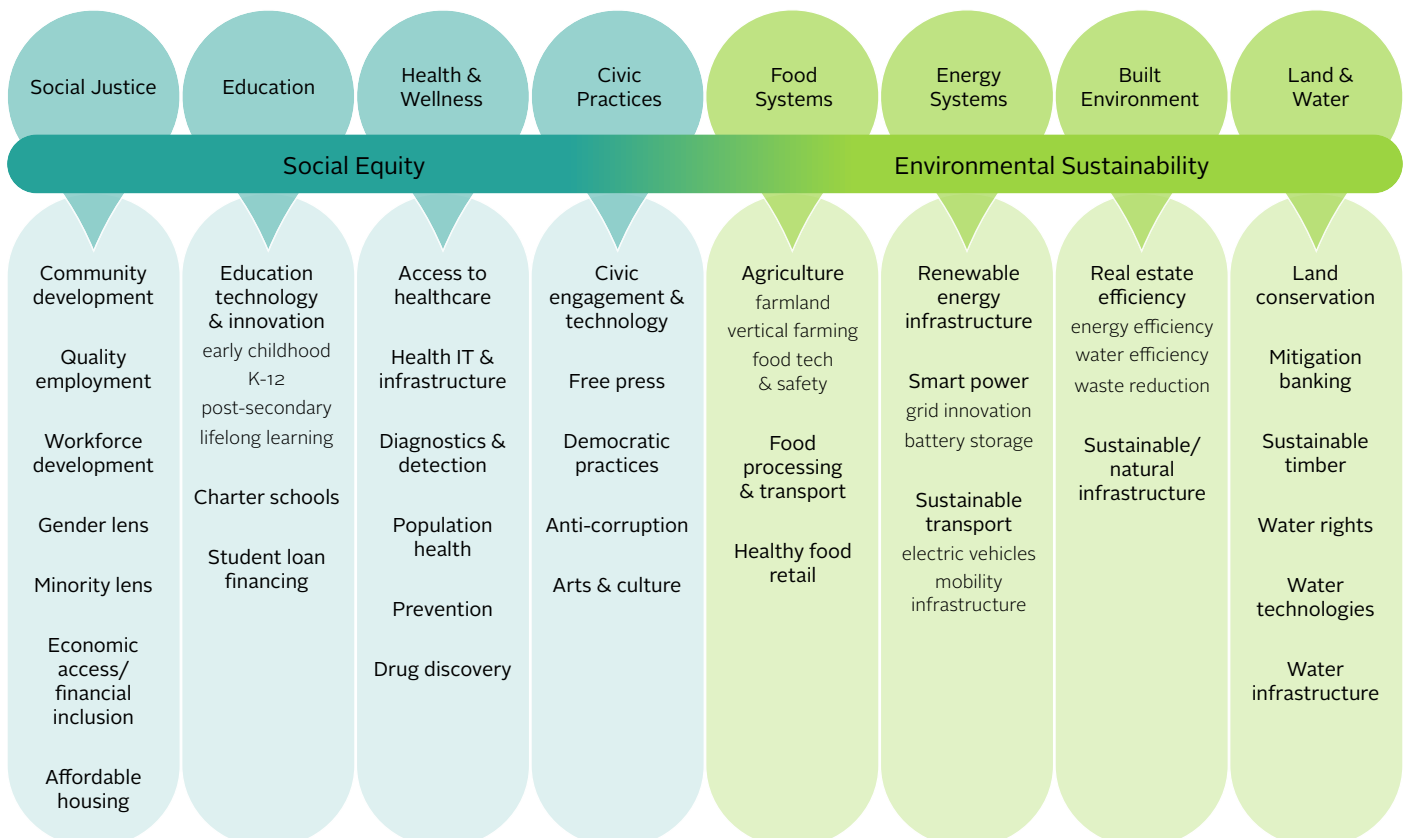 Social Justice
Education
Health &
Wellness
Civic
Practices
Food
Systems
Energy
Systems
Built
Environment
Land &
Water
Social Equity
Environmental Sustainability
Community
development
Quality
employment
Workforce
development
Gender lens
Minority lens
Economic
access/
financial
inclusion
Affordable
housing
Education
technology
& innovation
early childhood
K-12
post-secondary
lifelong learning
Charter schools
Student loan
financing
Access to
healthcare
Health IT &
infrastructure
Diagnostics &
detection
Population
health
Prevention
Drug discovery
Civic
engagement &
technology
Free press
Democratic
practices
Anti-corruption
Arts & culture
Agriculture
farmland
vertical farming
food tech
& safety
Food
processing
& transport
Healthy food
retail
Renewable
energy
infrastructure
Smart power
grid innovation
battery storage
Sustainable
transport
electric vehicles
mobility
infrastructure
Real estate
efficiency
energy efficiency
water efficiency
waste reduction
Sustainable/
natural
infrastructure
Land
conservation
Mitigation
banking
Sustainable
timber
Water rights
Water
technologies
Water
infrastructure